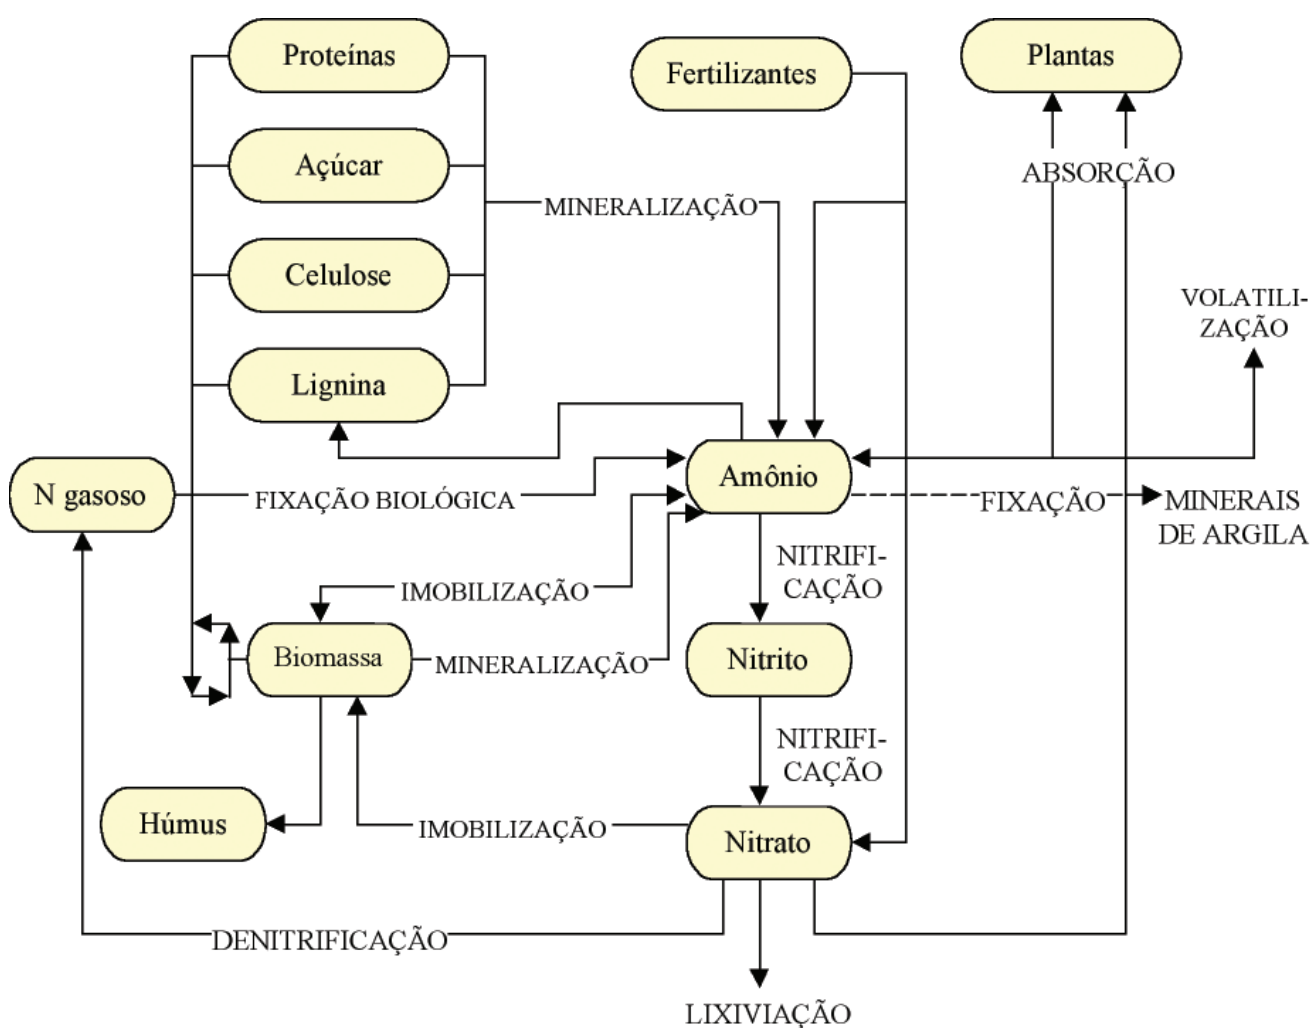 Proteínas
Fertilizantes
Plantas
Açúcar
ABSORÇÃO
MINERALIZAÇÃO
Celulose
VOLATILI-
ZAÇÃO
Lignina
N gasoso
FIXAÇÃO BIOLÓGICA
Amônio
FIXAÇÃO
MINERAIS
DE ARGILA
NITRIFI-
CAÇÃO
IMOBILIZAÇÃO
Biomassa
MINERALIZAÇÃO
Nitrito
NITRIFI-
CAÇÃO
Húmus
IMOBILIZAÇÃO
Nitrato
DENITRIFICAÇÃO
LIXIVIAÇÃO